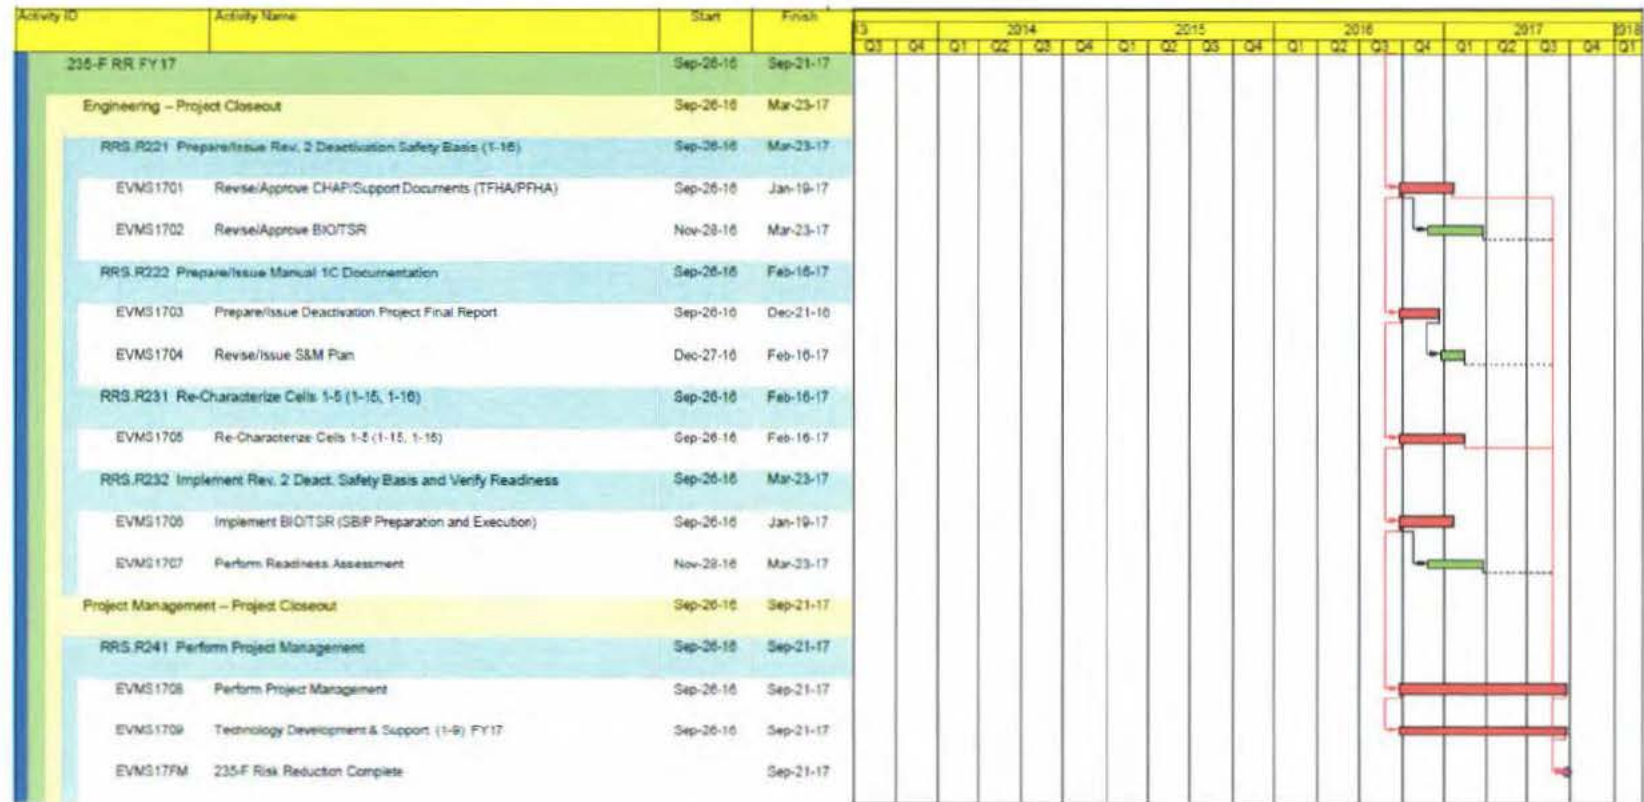 Activity ID Activity Name Start Finish 13 2014 2015 2016 2017 2018
Q3 Q4 Q1 Q2 Q3 Q4 Q1 Q2 Q3 Q4 Q1 Q2 Q3 Q4 Q1 Q2 Q3 Q4 Q1
235-F RR FY17 Sep-26-16 Sep-21-17
Engineering – Project Closeout Sep-26-16 Mar-23-17
RRS.R221 Prepare/Issue Rev. 2 Deactivation Safety Basis (1-16) Sep-26-16 Mar-23-17
EVMS1701 Revise/Approve CHAP/Support Documents (TFHA/PFHA) Sep-26-16 Jan-19-17
EVMS1702 Revise/Approve BIO/TSR Nov-28-16 Mar-23-17
RRS.R222 Prepare/Issue Manual 1C Documentation Sep-26-16 Feb-16-17
EVMS1703 Prepare/Issue Deactivation Project Final Report Sep-26-16 Dec-21-16
EVMS1704 Revise/Issue S&M Plan Dec-27-16 Feb-16-17
RRS.R231 Re-Characterize Cells 1-5 (1-15, 1-16) Sep-26-16 Feb-16-17
EVMS1705 Re-Characterize Cells 1-5 (1-15, 1-16) Sep-26-16 Feb-16-17
RRS.R232 Implement Rev. 2 Deact. Safety Basis and Verify Readiness Sep-26-16 Mar-23-17
EVMS1706 Implement BIO/TSR (SBIP Preparation and Execution) Sep-26-16 Jan-19-17
EVMS1707 Perform Readiness Assessment Nov-28-16 Mar-23-17
Project Management – Project Closeout Sep-26-16 Sep-21-17
RRS.R241 Perform Project Management Sep-26-16 Sep-21-17
EVMS1708 Perform Project Management Sep-26-16 Sep-21-17
EVMS1709 Technology Development & Support (1-9) FY17 Sep-26-16 Sep-21-17
EVMS17FM 235-F Risk Reduction Complete Sep-21-17